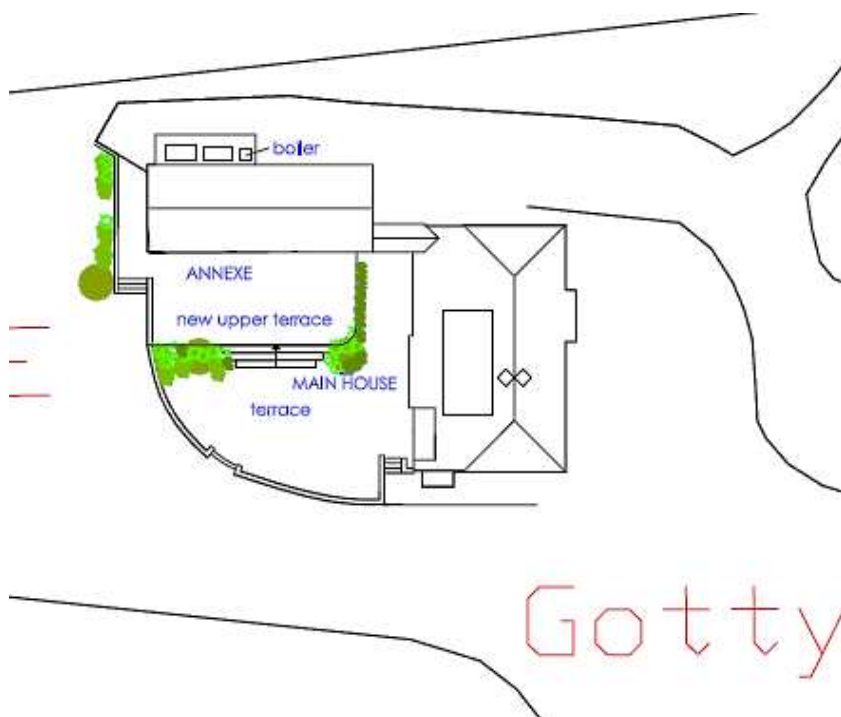 boiler
ANNEXE
new upper terrace
MAIN HOUSE
terrace
Gotty